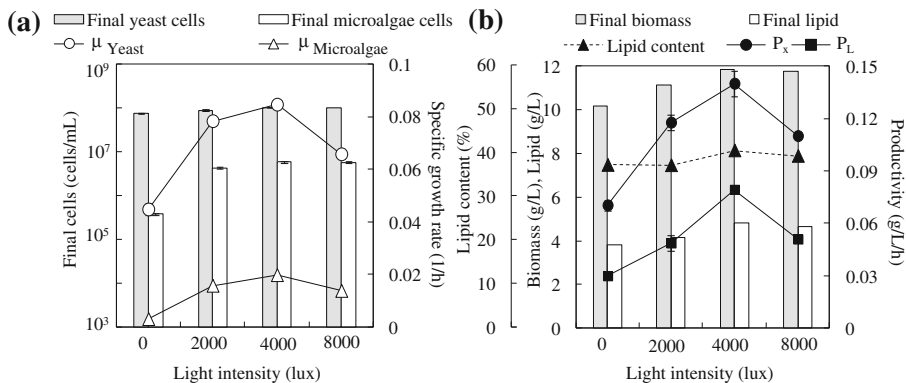 (a)
Final yeast cells
Final microalgae cells
μ Yeast
μ Microalgae
10⁹
10⁷
10⁵
10³
Final cells (cells/mL)
0.1
0.08
0.06
0.04
0.02
0
Specific growth rate (1/h)
0 2000 4000 8000
Light intensity (lux)
(b)
Final biomass
Final lipid
Lipid content
Pₓ
P_L
60
50
40
30
20
10
0
Lipid content (%)
12
10
8
6
4
2
0
Biomass (g/L), Lipid (g/L)
0.15
0.12
0.09
0.06
0.03
0
Productivity (g/L/h)
0 2000 4000 8000
Light intensity (lux)